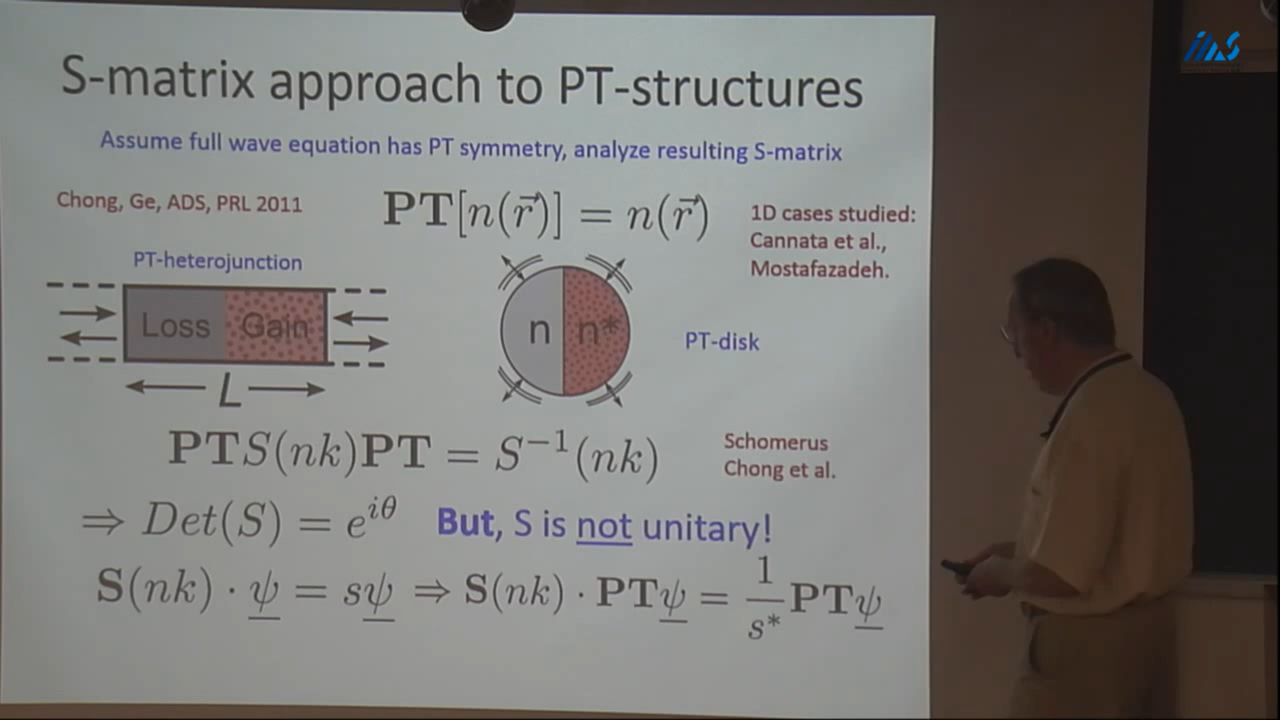 S-matrix approach to PT-structures
Assume full wave equation has PT symmetry, analyze resulting S-matrix
Chong, Ge, ADS, PRL 2011
PT[n(r⃗)] = n(r⃗)
1D cases studied:
Cannata et al.,
Mostafazadeh.
PT-heterojunction
Loss Gain
n n*
PT-disk
L
PTS(nk)PT = S⁻¹(nk)
Schomerus
Chong et al.
⇒ Det(S) = e^{iθ} But, S is not unitary!
S(nk) · ψ = sψ ⇒ S(nk) · PTψ = 1/s* PTψ
IMS